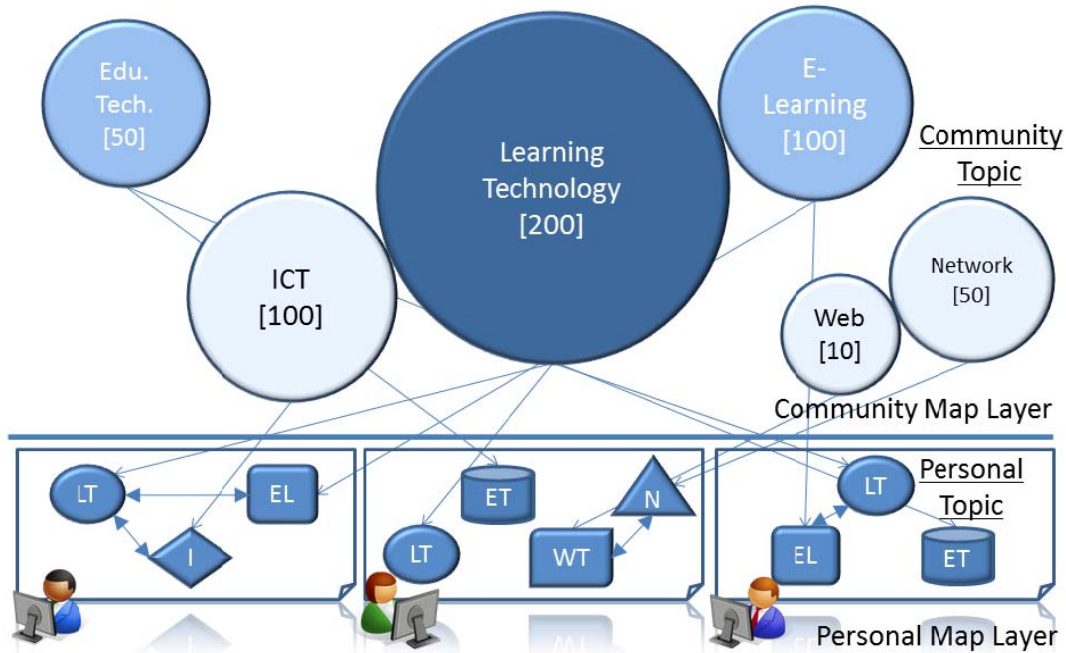 Edu.
Tech.
[50]
Learning
Technology
[200]
E-
Learning
[100]
Community
Topic
ICT
[100]
Network
[50]
Web
[10]
Community Map Layer
LT
EL
I
ET
N
LT
WT
LT
Personal
Topic
EL
ET
Personal Map Layer